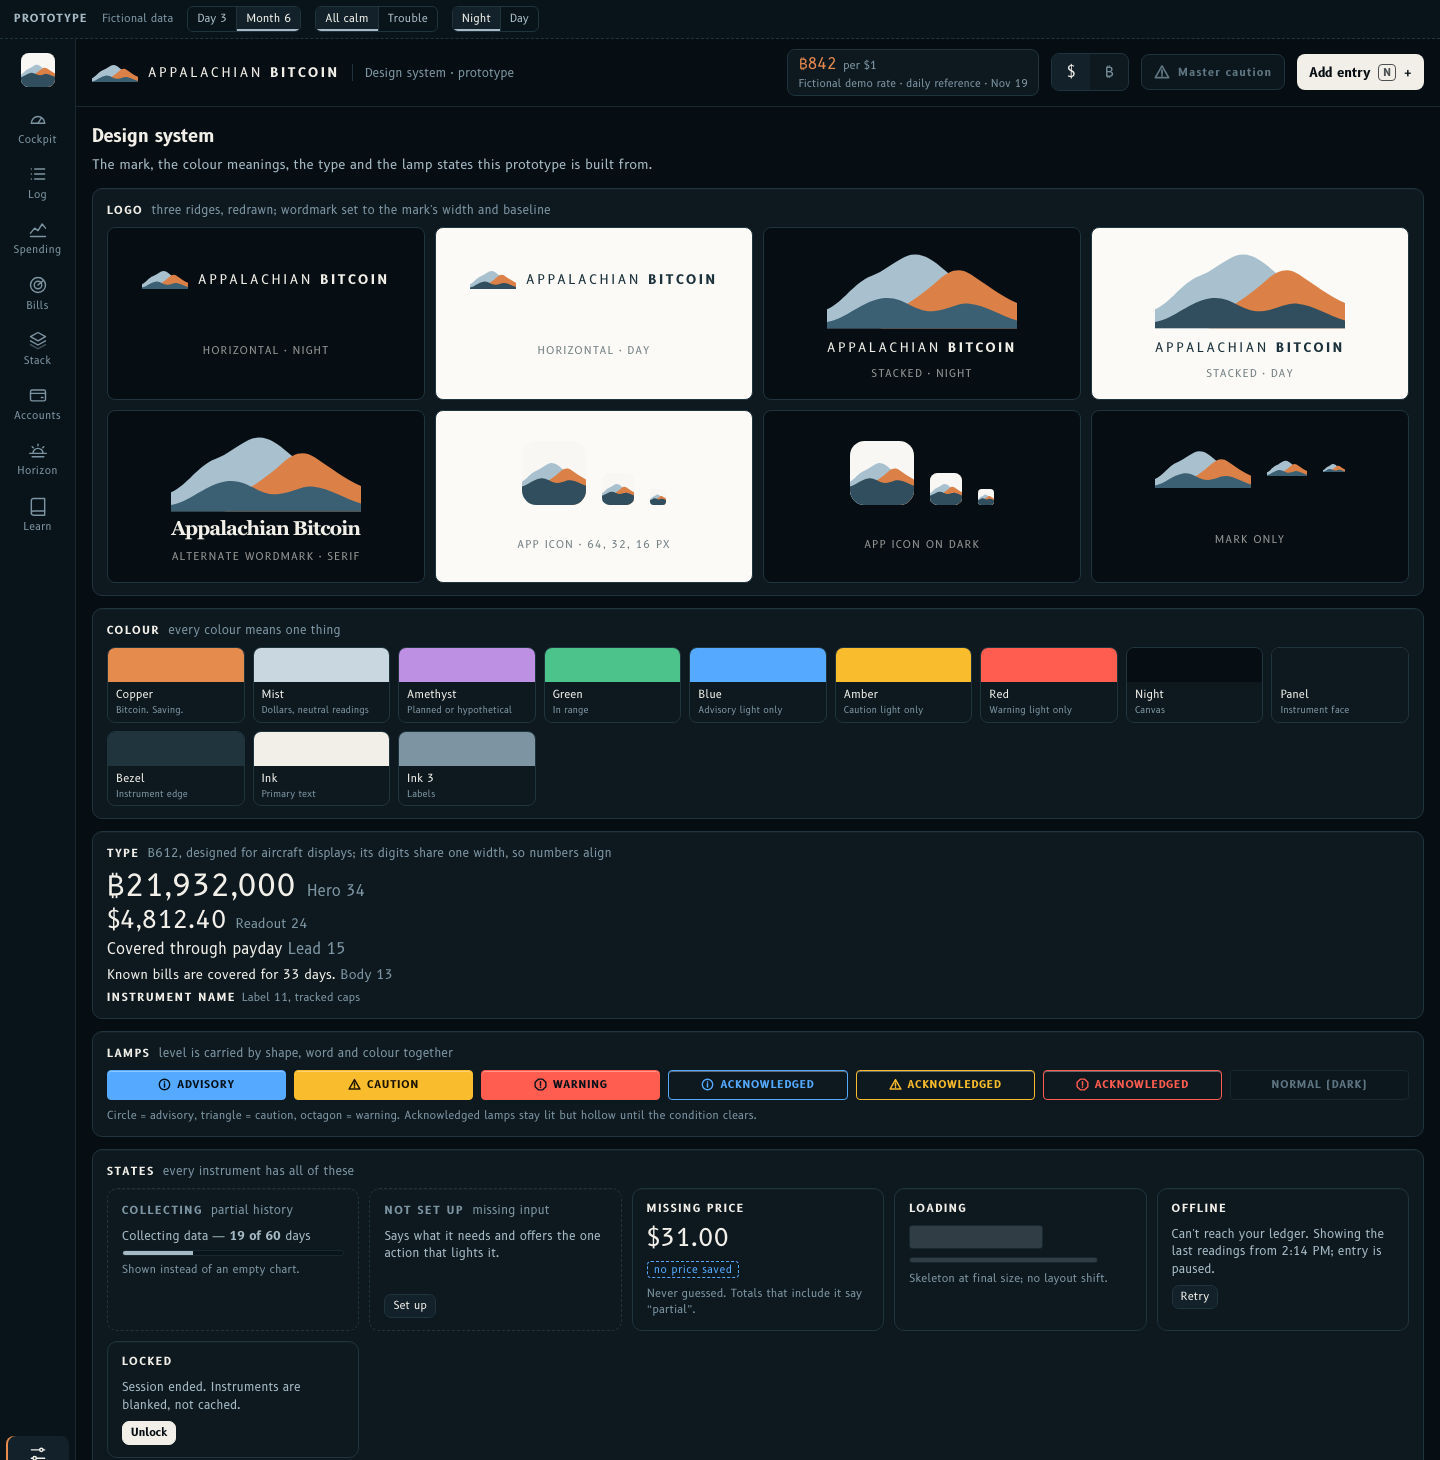 PROTOTYPE Fictional data Day 3 Month 6 All calm Trouble Night Day
APPALACHIAN BITCOIN Design system · prototype
฿842 per $1
Fictional demo rate · daily reference · Nov 19
$ ฿
Master caution
Add entry N +
Cockpit
Log
Spending
Bills
Stack
Accounts
Horizon
Learn
Design system
The mark, the colour meanings, the type and the lamp states this prototype is built from.
LOGO three ridges, redrawn; wordmark set to the mark's width and baseline
APPALACHIAN BITCOIN
HORIZONTAL · NIGHT
APPALACHIAN BITCOIN
HORIZONTAL · DAY
APPALACHIAN BITCOIN
STACKED · NIGHT
APPALACHIAN BITCOIN
STACKED · DAY
Appalachian Bitcoin
ALTERNATE WORDMARK · SERIF
APP ICON · 64, 32, 16 PX
APP ICON ON DARK
MARK ONLY
COLOUR every colour means one thing
Copper
Bitcoin. Saving.
Mist
Dollars, neutral readings
Amethyst
Planned or hypothetical
Green
In range
Blue
Advisory light only
Amber
Caution light only
Red
Warning light only
Night
Canvas
Panel
Instrument face
Bezel
Instrument edge
Ink
Primary text
Ink 3
Labels
TYPE B612, designed for aircraft displays; its digits share one width, so numbers align
฿21,932,000 Hero 34
$4,812.40 Readout 24
Covered through payday Lead 15
Known bills are covered for 33 days. Body 13
INSTRUMENT NAME Label 11, tracked caps
LAMPS level is carried by shape, word and colour together
ADVISORY
CAUTION
WARNING
ACKNOWLEDGED
ACKNOWLEDGED
ACKNOWLEDGED
NORMAL (DARK)
Circle = advisory, triangle = caution, octagon = warning. Acknowledged lamps stay lit but hollow until the condition clears.
STATES every instrument has all of these
COLLECTING partial history
Collecting data — 19 of 60 days
Shown instead of an empty chart.
NOT SET UP missing input
Says what it needs and offers the one
action that lights it.
Set up
MISSING PRICE
$31.00
no price saved
Never guessed. Totals that include it say
“partial”.
LOADING
Skeleton at final size; no layout shift.
OFFLINE
Can't reach your ledger. Showing the
last readings from 2:14 PM; entry is
paused.
Retry
LOCKED
Session ended. Instruments are
blanked, not cached.
Unlock